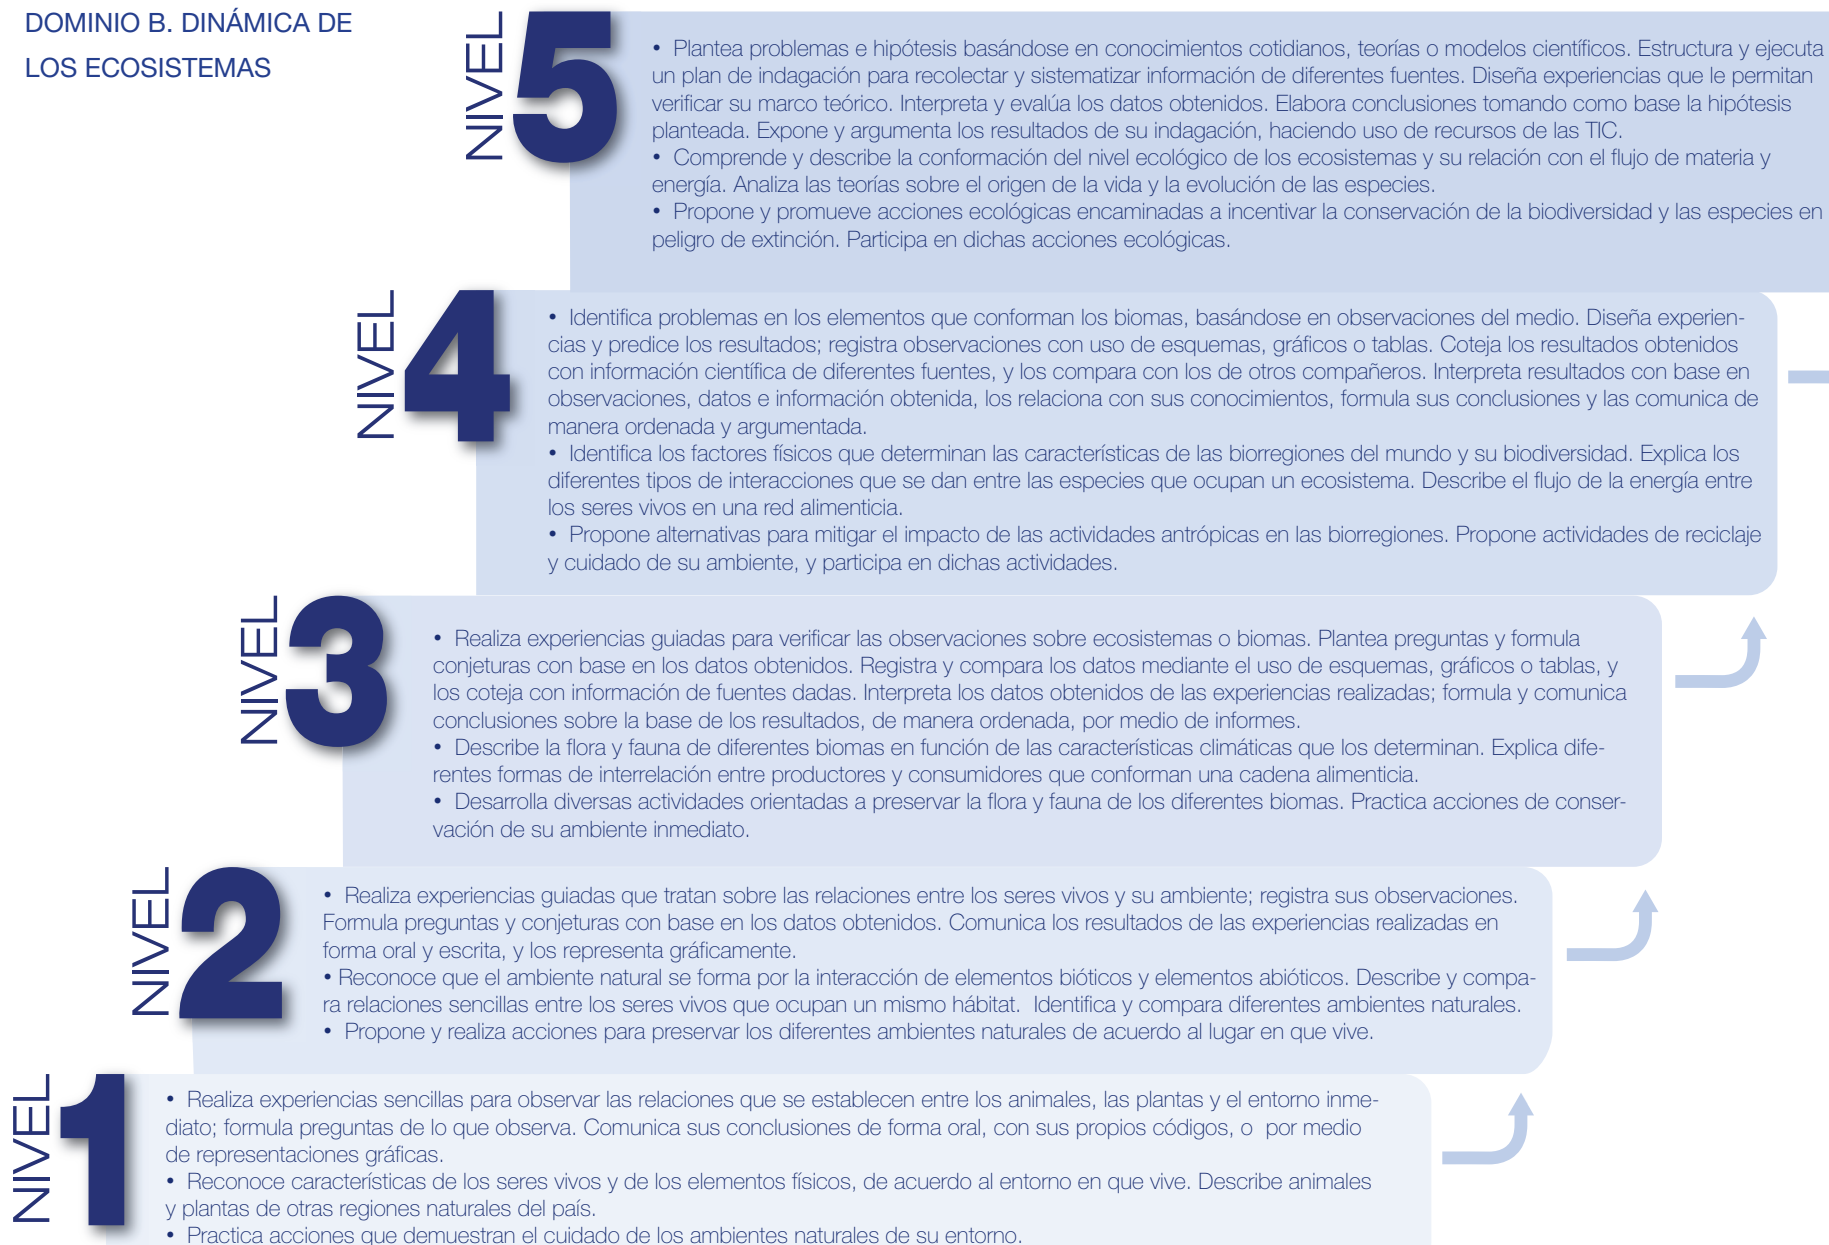 DOMINIO B. DINÁMICA DE
LOS ECOSISTEMAS
NIVEL
5
• Plantea problemas e hipótesis basándose en conocimientos cotidianos, teorías o modelos científicos. Estructura y ejecuta
un plan de indagación para recolectar y sistematizar información de diferentes fuentes. Diseña experiencias que le permitan
verificar su marco teórico. Interpreta y evalúa los datos obtenidos. Elabora conclusiones tomando como base la hipótesis
planteada. Expone y argumenta los resultados de su indagación, haciendo uso de recursos de las TIC.
• Comprende y describe la conformación del nivel ecológico de los ecosistemas y su relación con el flujo de materia y
energía. Analiza las teorías sobre el origen de la vida y la evolución de las especies.
• Propone y promueve acciones ecológicas encaminadas a incentivar la conservación de la biodiversidad y las especies en
peligro de extinción. Participa en dichas acciones ecológicas.
NIVEL
4
• Identifica problemas en los elementos que conforman los biomas, basándose en observaciones del medio. Diseña experien-
cias y predice los resultados; registra observaciones con uso de esquemas, gráficos o tablas. Coteja los resultados obtenidos
con información científica de diferentes fuentes, y los compara con los de otros compañeros. Interpreta resultados con base en
observaciones, datos e información obtenida, los relaciona con sus conocimientos, formula sus conclusiones y las comunica de
manera ordenada y argumentada.
• Identifica los factores físicos que determinan las características de las biorregiones del mundo y su biodiversidad. Explica los
diferentes tipos de interacciones que se dan entre las especies que ocupan un ecosistema. Describe el flujo de la energía entre
los seres vivos en una red alimenticia.
• Propone alternativas para mitigar el impacto de las actividades antrópicas en las biorregiones. Propone actividades de reciclaje
y cuidado de su ambiente, y participa en dichas actividades.
NIVEL
3
• Realiza experiencias guiadas para verificar las observaciones sobre ecosistemas o biomas. Plantea preguntas y formula
conjeturas con base en los datos obtenidos. Registra y compara los datos mediante el uso de esquemas, gráficos o tablas, y
los coteja con información de fuentes dadas. Interpreta los datos obtenidos de las experiencias realizadas; formula y comunica
conclusiones sobre la base de los resultados, de manera ordenada, por medio de informes.
• Describe la flora y fauna de diferentes biomas en función de las características climáticas que los determinan. Explica dife-
rentes formas de interrelación entre productores y consumidores que conforman una cadena alimenticia.
• Desarrolla diversas actividades orientadas a preservar la flora y fauna de los diferentes biomas. Practica acciones de conser-
vación de su ambiente inmediato.
NIVEL
2
• Realiza experiencias guiadas que tratan sobre las relaciones entre los seres vivos y su ambiente; registra sus observaciones.
Formula preguntas y conjeturas con base en los datos obtenidos. Comunica los resultados de las experiencias realizadas en
forma oral y escrita, y los representa gráficamente.
• Reconoce que el ambiente natural se forma por la interacción de elementos bióticos y elementos abióticos. Describe y compa-
ra relaciones sencillas entre los seres vivos que ocupan un mismo hábitat. Identifica y compara diferentes ambientes naturales.
• Propone y realiza acciones para preservar los diferentes ambientes naturales de acuerdo al lugar en que vive.
NIVEL
1
• Realiza experiencias sencillas para observar las relaciones que se establecen entre los animales, las plantas y el entorno inme-
diato; formula preguntas de lo que observa. Comunica sus conclusiones de forma oral, con sus propios códigos, o por medio
de representaciones gráficas.
• Reconoce características de los seres vivos y de los elementos físicos, de acuerdo al entorno en que vive. Describe animales
y plantas de otras regiones naturales del país.
• Practica acciones que demuestran el cuidado de los ambientes naturales de su entorno.